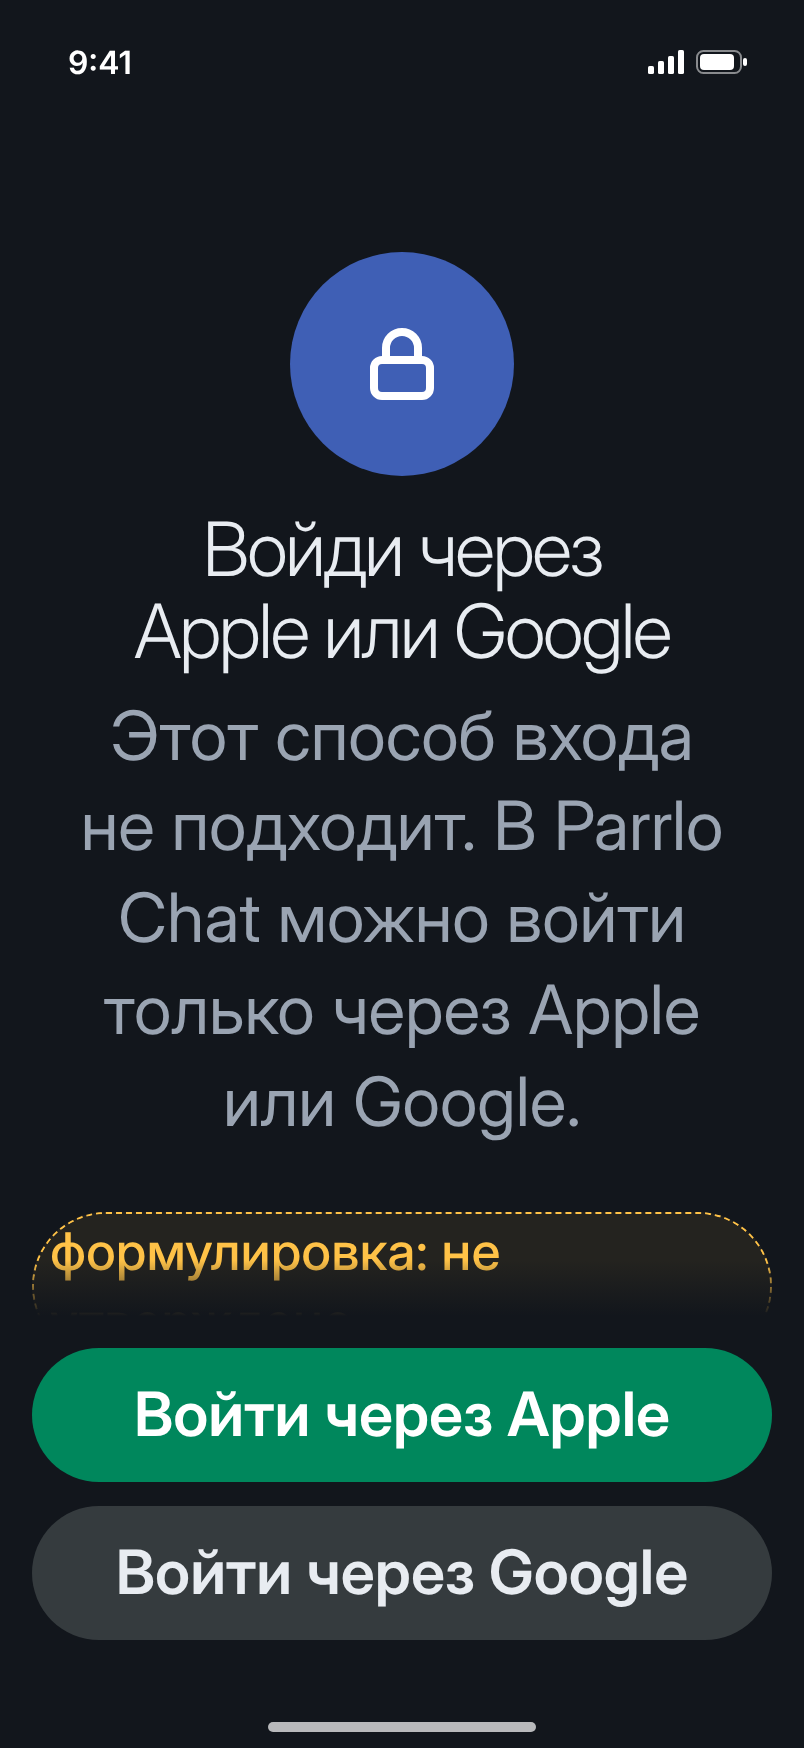 9:41
Войди через
Apple или Google
Этот способ входа
не подходит. В Parrlo
Chat можно войти
только через Apple
или Google.
формулировка: не
Войти через Apple
Войти через Google